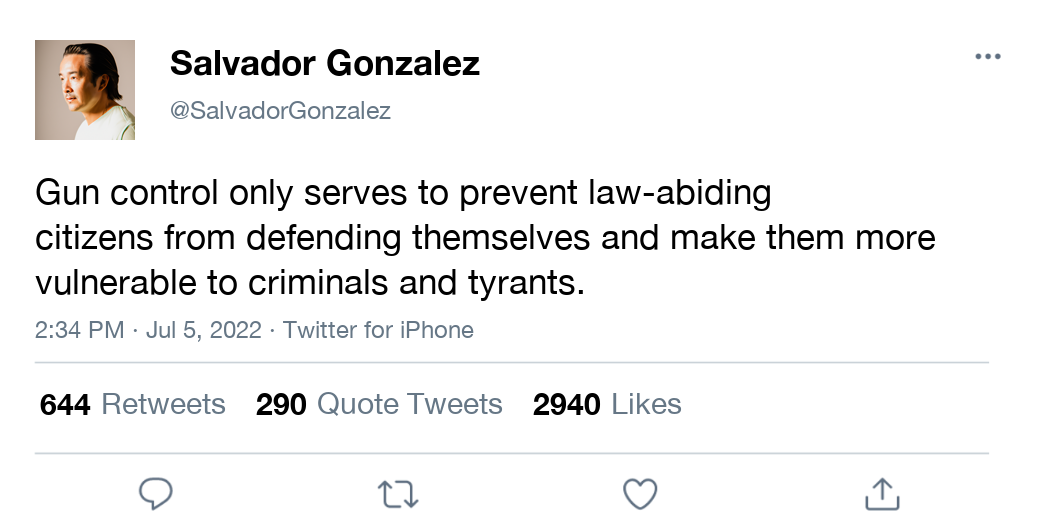 Salvador Gonzalez
@SalvadorGonzalez
Gun control only serves to prevent law-abiding
citizens from defending themselves and make them more
vulnerable to criminals and tyrants.
2:34 PM · Jul 5, 2022 · Twitter for iPhone
644 Retweets 290 Quote Tweets 2940 Likes